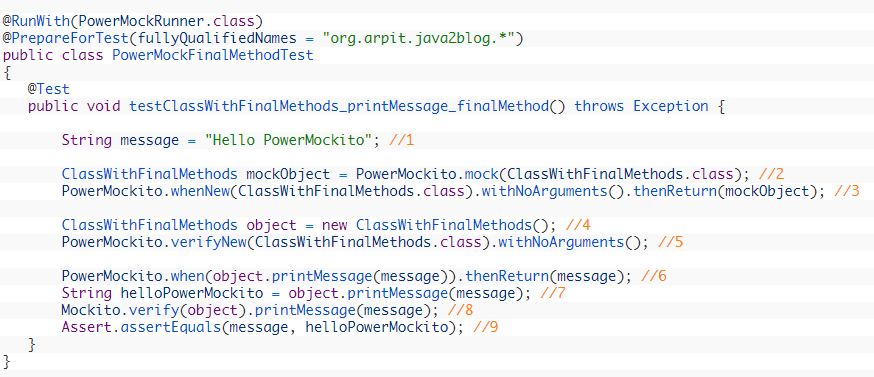 @RunWith(PowerMockRunner.class)
@PrepareForTest(fullyQualifiedNames = "org.arpit.java2blog.*")
public class PowerMockFinalMethodTest
{
@Test
public void testClassWithFinalMethods_printMessage_finalMethod() throws Exception {
String message = "Hello PowerMockito"; //1
ClassWithFinalMethods mockObject = PowerMockito.mock(ClassWithFinalMethods.class); //2
PowerMockito.whenNew(ClassWithFinalMethods.class).withNoArguments().thenReturn(mockObject); //3
ClassWithFinalMethods object = new ClassWithFinalMethods(); //4
PowerMockito.verifyNew(ClassWithFinalMethods.class).withNoArguments(); //5
PowerMockito.when(object.printMessage(message)).thenReturn(message); //6
String helloPowerMockito = object.printMessage(message); //7
Mockito.verify(object).printMessage(message); //8
Assert.assertEquals(message, helloPowerMockito); //9
}
}